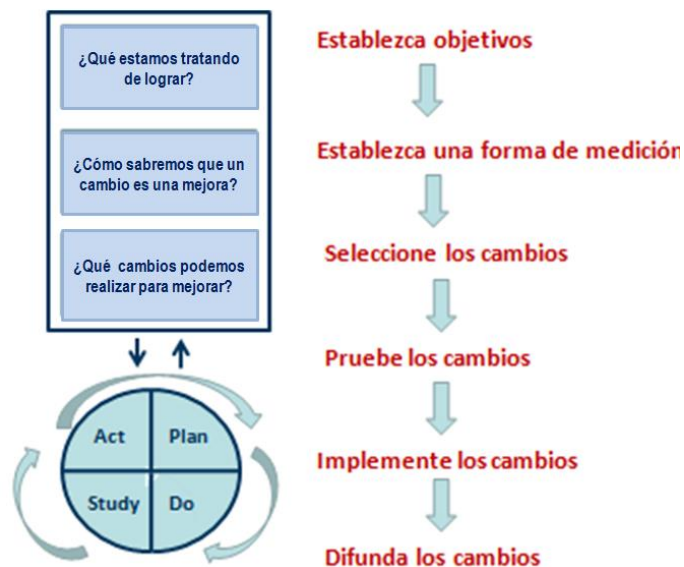 ¿Qué estamos tratando
de lograr?
¿Cómo sabremos que un
cambio es una mejora?
¿Qué cambios podemos
realizar para mejorar?
Act
Plan
Study
Do
Establezca objetivos
Establezca una forma de medición
Seleccione los cambios
Pruebe los cambios
Implemente los cambios
Difunda los cambios